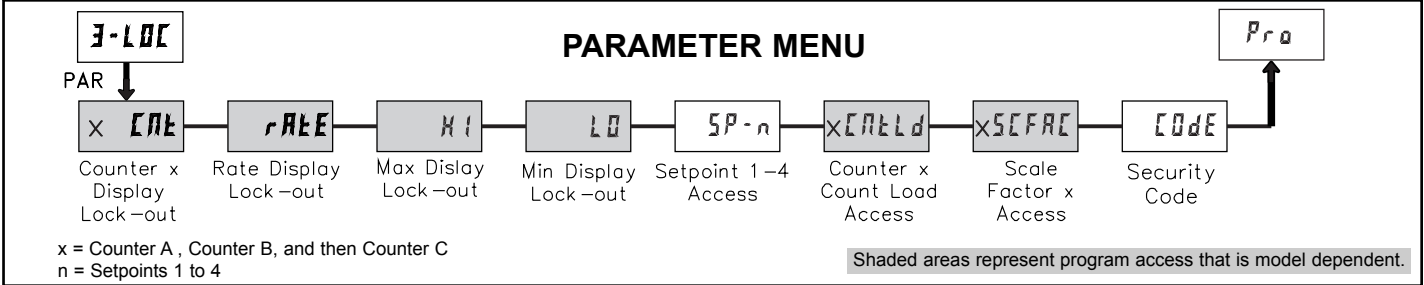 3-LOC
PARAMETER MENU
Pro
PAR
x CNt
rAtE
HI
LO
SP-n
xCNtLd
xSCFAC
COdE
Counter x
Display
Lock-out
Rate Display
Lock-out
Max Dislay
Lock-out
Min Display
Lock-out
Setpoint 1-4
Access
Counter x
Count Load
Access
Scale
Factor x
Access
Security
Code
x = Counter A , Counter B, and then Counter C
n = Setpoints 1 to 4
Shaded areas represent program access that is model dependent.